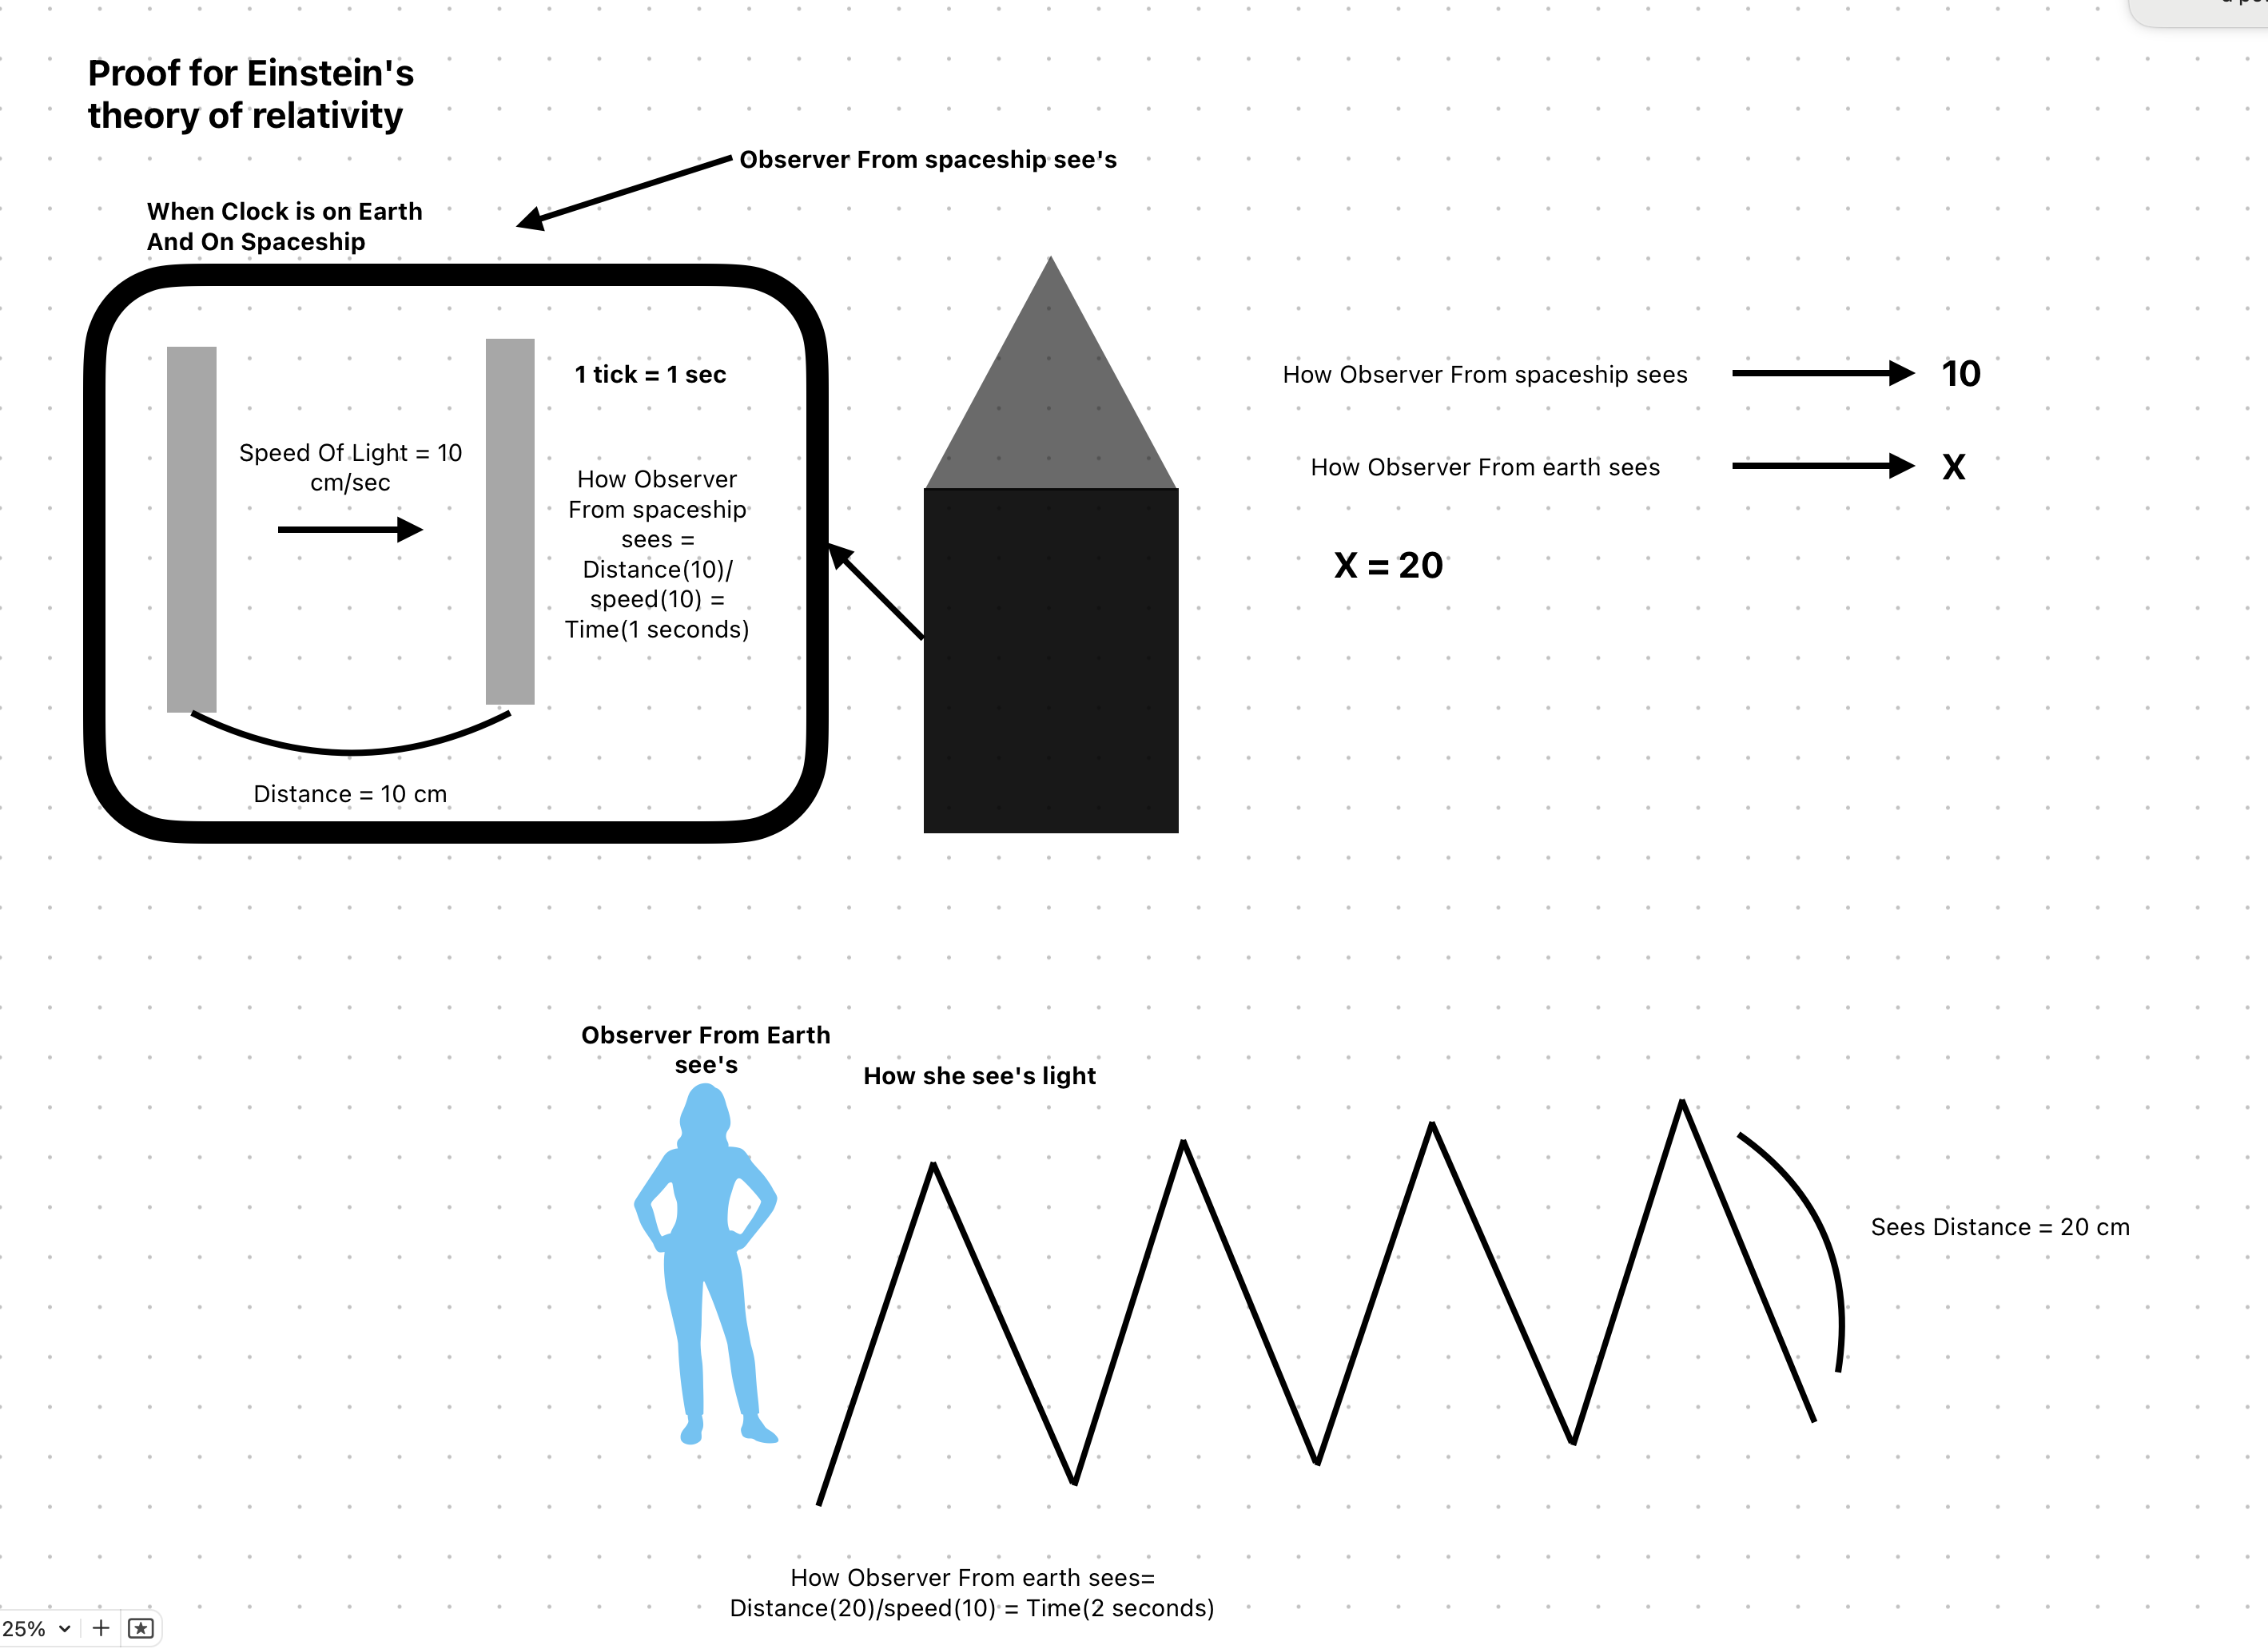 Proof for Einstein's
theory of relativity
Observer From spaceship see's
When Clock is on Earth
And On Spaceship
1 tick = 1 sec
Speed Of Light = 10
cm/sec
How Observer
From spaceship
sees =
Distance(10)/
speed(10) =
Time(1 seconds)
Distance = 10 cm
How Observer From spaceship sees
10
How Observer From earth sees
X
X = 20
Observer From Earth
see's
How she see's light
Sees Distance = 20 cm
How Observer From earth sees=
Distance(20)/speed(10) = Time(2 seconds)
25%